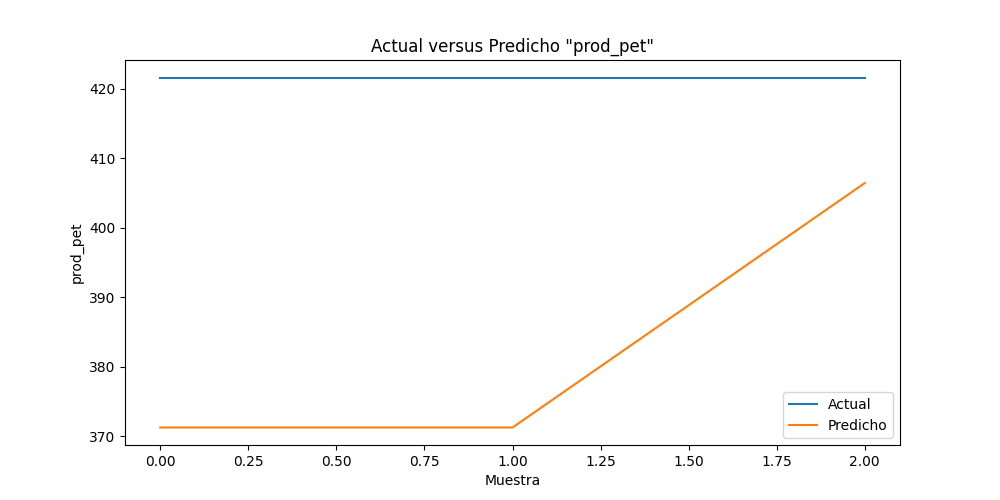 Actual versus Predicho "prod_pet"
prod_pet
420
410
400
390
380
370
0.00 0.25 0.50 0.75 1.00 1.25 1.50 1.75 2.00
Muestra
Actual
Predicho